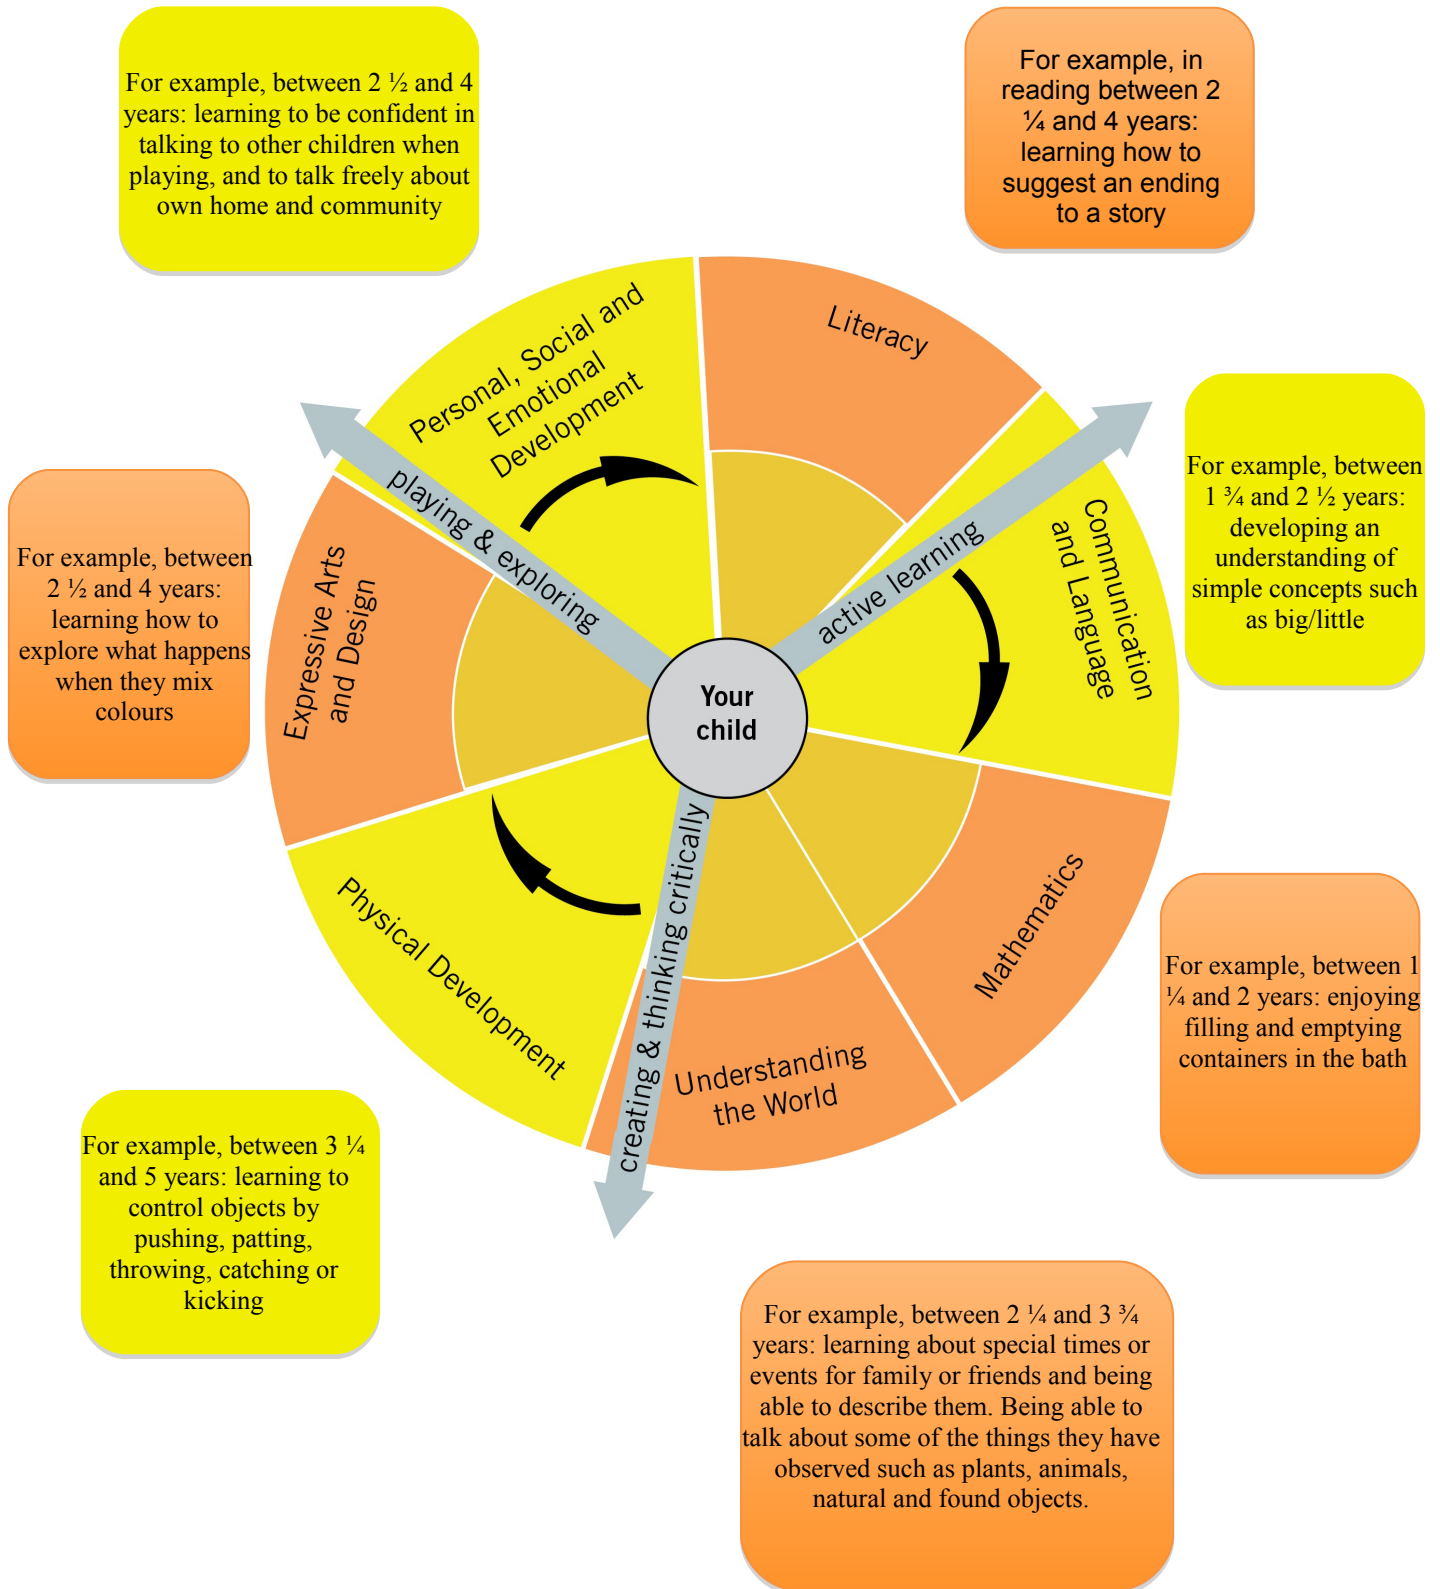 For example, between 2 ½ and 4
years: learning to be confident in
talking to other children when
playing, and to talk freely about
own home and community
For example, in
reading between 2
¼ and 4 years:
learning how to
suggest an ending
to a story
Personal, Social and
Emotional
Development
Literacy
Communication
and Language
For example, between
1 ¾ and 2 ½ years:
developing an
understanding of
simple concepts such
as big/little
For example, between
2 ½ and 4 years:
learning how to
explore what happens
when they mix
colours
Expressive Arts
and Design
playing & exploring
active learning
Your
child
creating & thinking critically
Physical Development
Understanding
the World
Mathematics
For example, between 1
¼ and 2 years: enjoying
filling and emptying
containers in the bath
For example, between 3 ¼
and 5 years: learning to
control objects by
pushing, patting,
throwing, catching or
kicking
For example, between 2 ¼ and 3 ¾
years: learning about special times or
events for family or friends and being
able to describe them. Being able to
talk about some of the things they have
observed such as plants, animals,
natural and found objects.